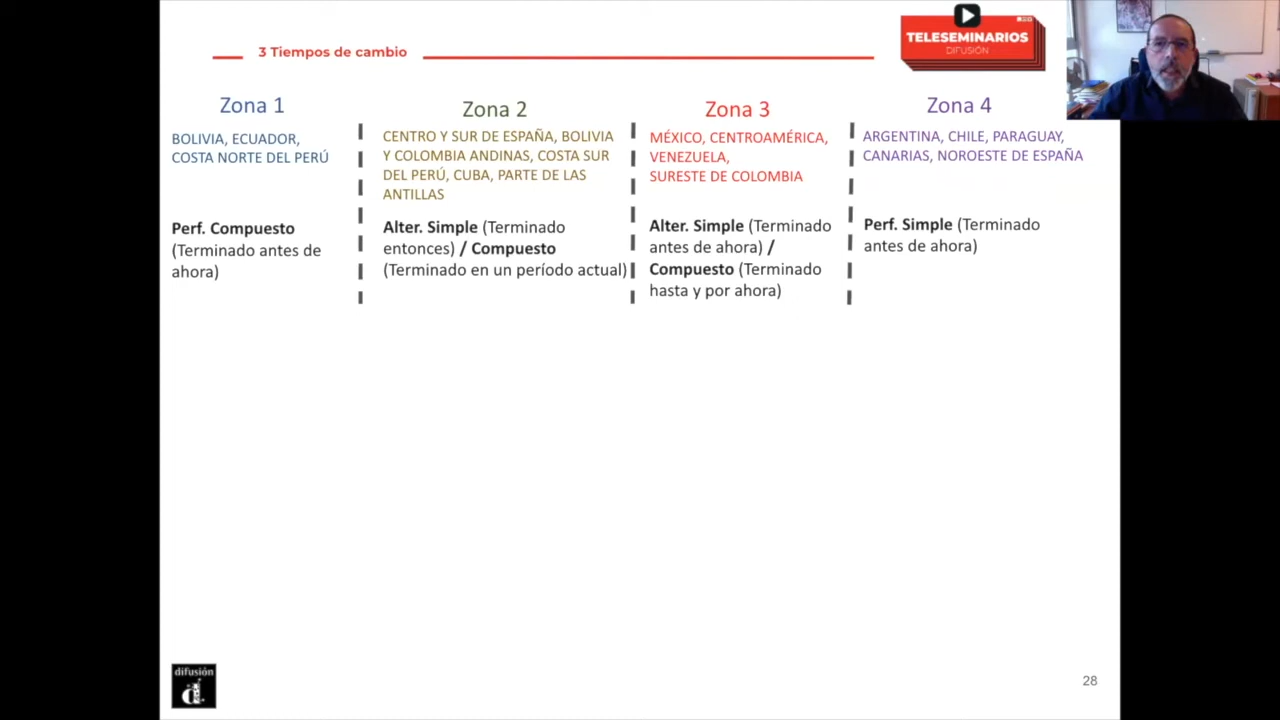 3 Tiempos de cambio
TELESEMINARIOS
DIFUSIÓN
Zona 1
BOLIVIA, ECUADOR,
COSTA NORTE DEL PERÚ
Perf. Compuesto
(Terminado antes de
ahora)
Zona 2
CENTRO Y SUR DE ESPAÑA, BOLIVIA
Y COLOMBIA ANDINAS, COSTA SUR
DEL PERÚ, CUBA, PARTE DE LAS
ANTILLAS
Alter. Simple (Terminado
entonces) / Compuesto
(Terminado en un período actual)
Zona 3
MÉXICO, CENTROAMÉRICA,
VENEZUELA,
SURESTE DE COLOMBIA
Alter. Simple (Terminado
antes de ahora) /
Compuesto (Terminado
hasta y por ahora)
Zona 4
ARGENTINA, CHILE, PARAGUAY,
CANARIAS, NOROESTE DE ESPAÑA
Perf. Simple (Terminado
antes de ahora)
difusión
28